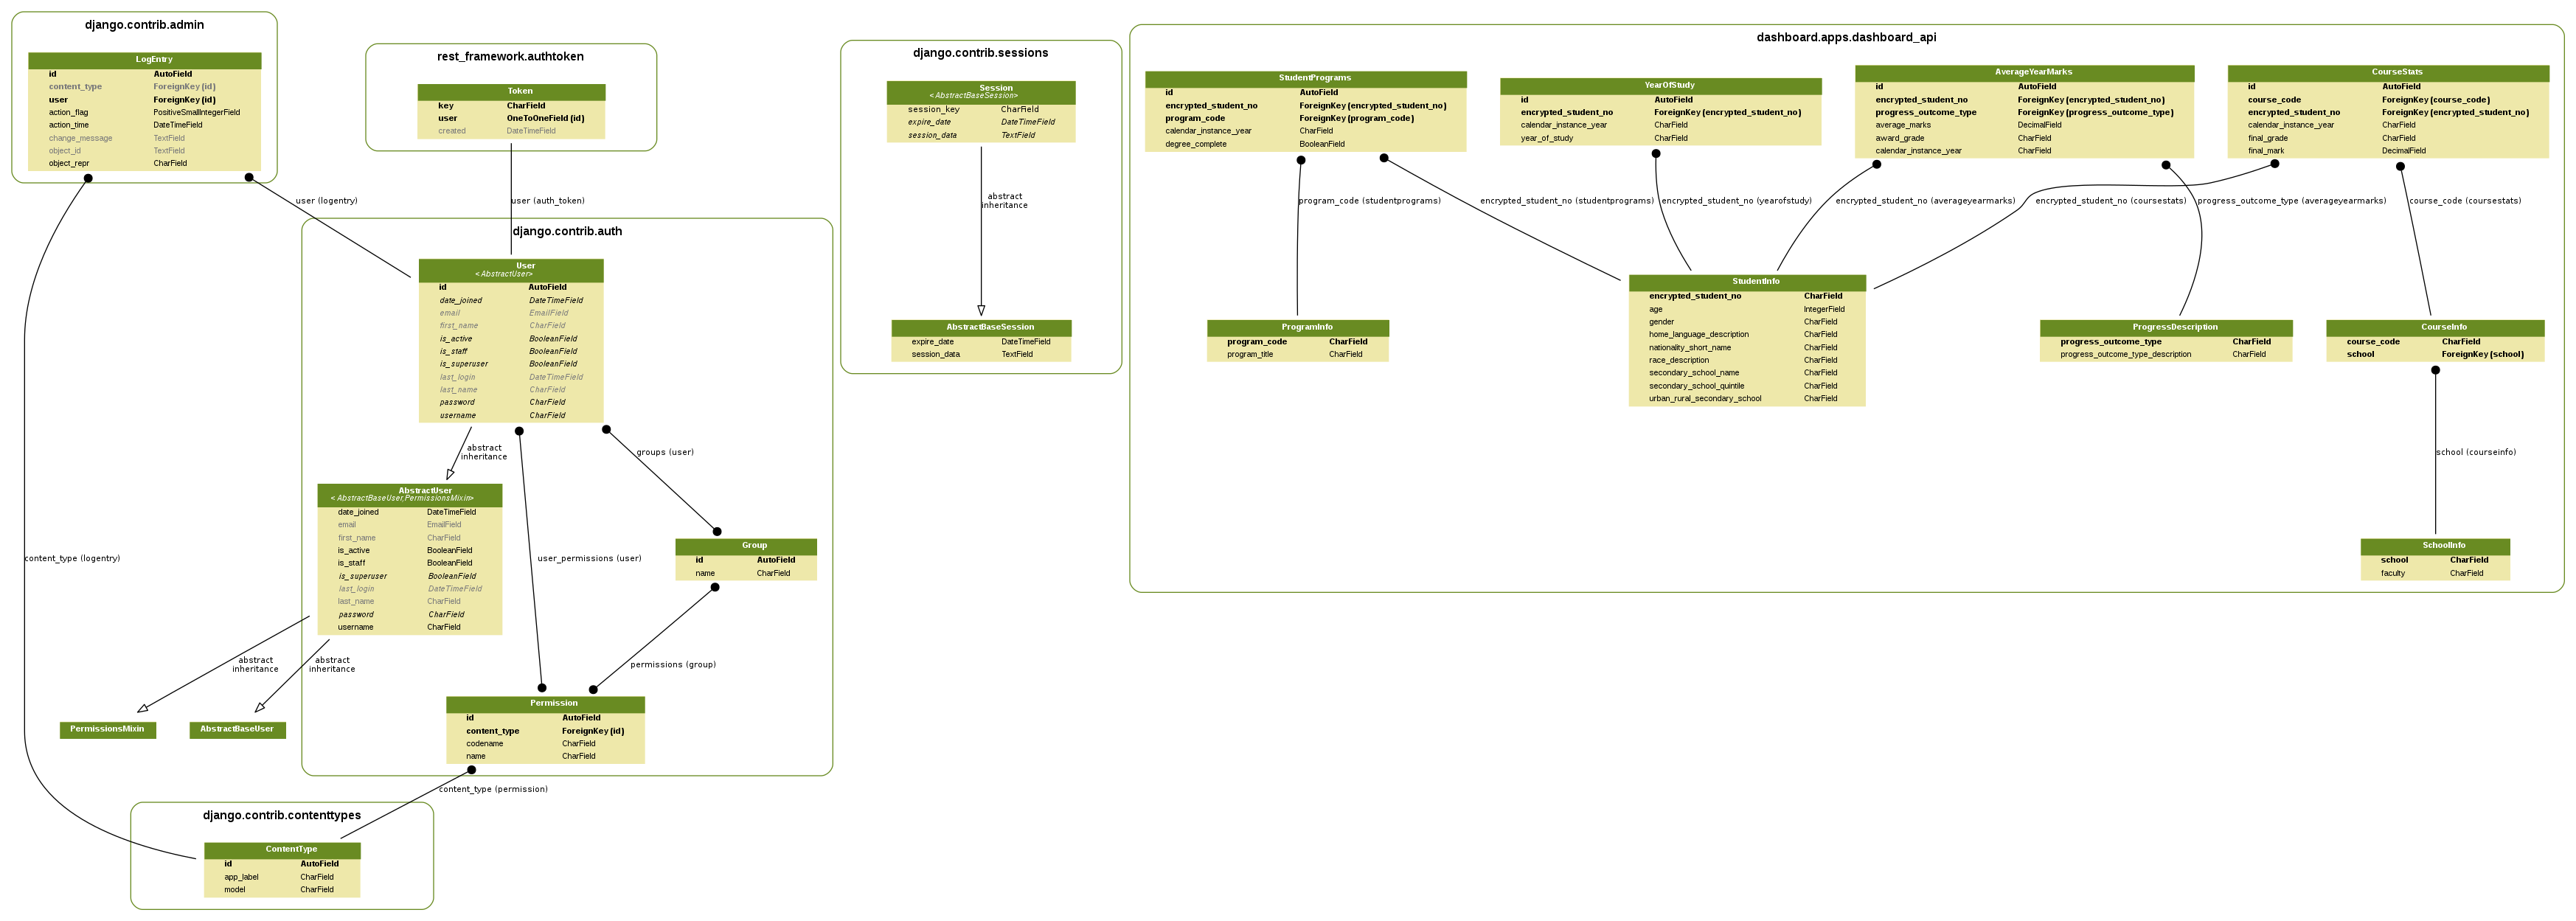 django.contrib.admin
LogEntry
id AutoField
content_type ForeignKey (id)
user ForeignKey (id)
action_flag PositiveSmallIntegerField
action_time DateTimeField
change_message TextField
object_id TextField
object_repr CharField
rest_framework.authtoken
Token
key CharField
user OneToOneField (id)
created DateTimeField
user (logentry)
user (auth_token)
content_type (logentry)
django.contrib.auth
User
<AbstractUser>
id AutoField
date_joined DateTimeField
email EmailField
first_name CharField
is_active BooleanField
is_staff BooleanField
is_superuser BooleanField
last_login DateTimeField
last_name CharField
password CharField
username CharField
abstract
inheritance
groups (user)
user_permissions (user)
AbstractUser
<AbstractBaseUser,PermissionsMixin>
date_joined DateTimeField
email EmailField
first_name CharField
is_active BooleanField
is_staff BooleanField
is_superuser BooleanField
last_login DateTimeField
last_name CharField
password CharField
username CharField
Group
id AutoField
name CharField
permissions (group)
abstract
inheritance
abstract
inheritance
PermissionsMixin
AbstractBaseUser
Permission
id AutoField
content_type ForeignKey (id)
codename CharField
name CharField
content_type (permission)
django.contrib.contenttypes
ContentType
id AutoField
app_label CharField
model CharField
django.contrib.sessions
Session
<AbstractBaseSession>
session_key CharField
expire_date DateTimeField
session_data TextField
abstract
inheritance
AbstractBaseSession
expire_date DateTimeField
session_data TextField
dashboard.apps.dashboard_api
StudentPrograms
id AutoField
encrypted_student_no ForeignKey (encrypted_student_no)
program_code ForeignKey (program_code)
calendar_instance_year CharField
degree_complete BooleanField
YearOfStudy
id AutoField
encrypted_student_no ForeignKey (encrypted_student_no)
calendar_instance_year CharField
year_of_study CharField
AverageYearMarks
id AutoField
encrypted_student_no ForeignKey (encrypted_student_no)
progress_outcome_type ForeignKey (progress_outcome_type)
average_marks DecimalField
award_grade CharField
calendar_instance_year CharField
CourseStats
id AutoField
course_code ForeignKey (course_code)
encrypted_student_no ForeignKey (encrypted_student_no)
calendar_instance_year CharField
final_grade CharField
final_mark DecimalField
program_code (studentprograms)
encrypted_student_no (studentprograms)
encrypted_student_no (yearofstudy)
encrypted_student_no (averageyearmarks)
encrypted_student_no (coursestats)
progress_outcome_type (averageyearmarks)
course_code (coursestats)
ProgramInfo
program_code CharField
program_title CharField
StudentInfo
encrypted_student_no CharField
age IntegerField
gender CharField
home_language_description CharField
nationality_short_name CharField
race_description CharField
secondary_school_name CharField
secondary_school_quintile CharField
urban_rural_secondary_school CharField
ProgressDescription
progress_outcome_type CharField
progress_outcome_type_description CharField
CourseInfo
course_code CharField
school ForeignKey (school)
school (courseinfo)
SchoolInfo
school CharField
faculty CharField